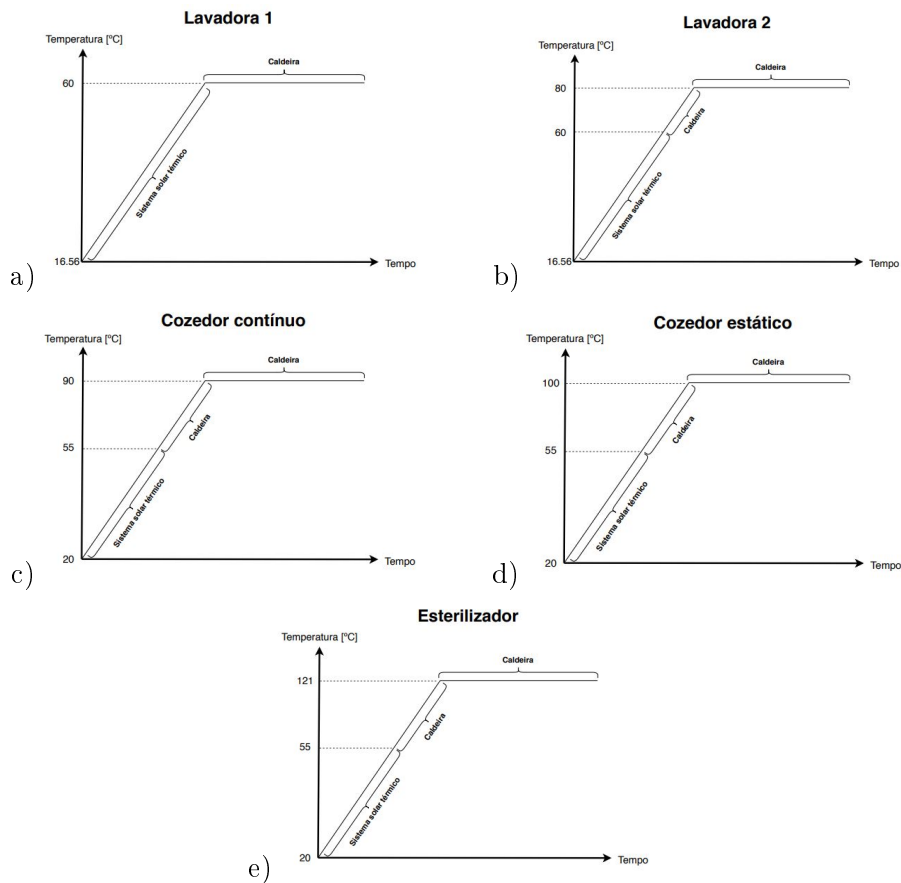 Lavadora 1
Temperatura [ºC]
Caldeira
60
Sistema solar térmico
16.56
Tempo
a)
Lavadora 2
Temperatura [ºC]
Caldeira
80
60
Caldeira
Sistema solar térmico
16.56
Tempo
b)
Cozedor contínuo
Temperatura [ºC]
Caldeira
90
Caldeira
55
Sistema solar térmico
20
Tempo
c)
Cozedor estático
Temperatura [ºC]
Caldeira
100
Caldeira
55
Sistema solar térmico
20
Tempo
d)
Esterilizador
Temperatura [ºC]
Caldeira
121
Caldeira
55
Sistema solar térmico
20
Tempo
e)